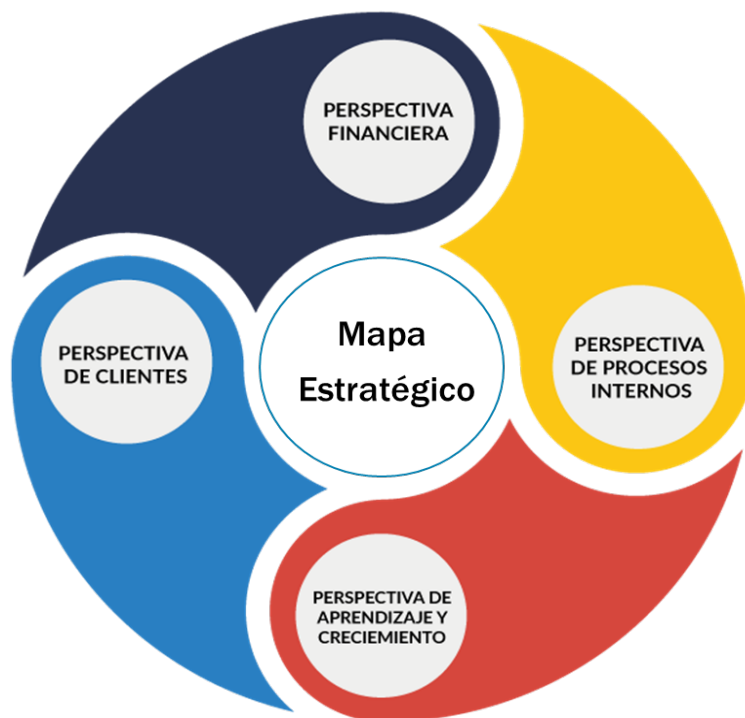 PERSPECTIVA
FINANCIERA
PERSPECTIVA
DE CLIENTES
Mapa
Estratégico
PERSPECTIVA
DE PROCESOS
INTERNOS
PERSPECTIVA DE
APRENDIZAJE Y
CRECIEMIENTO